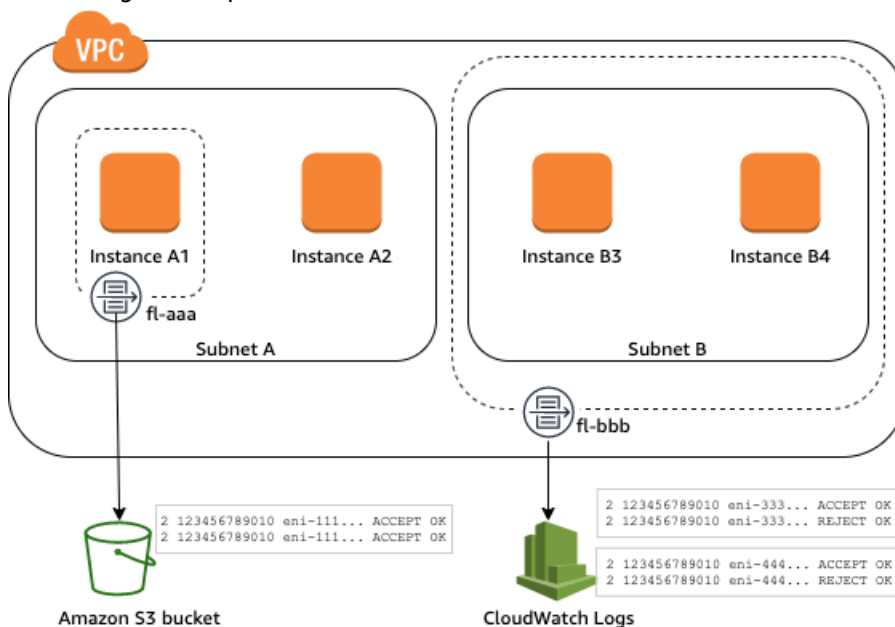 VPC
Instance A1
Instance A2
Instance B3
Instance B4
fl-aaa
Subnet A
Subnet B
fl-bbb
2 123456789010 eni-111... ACCEPT OK
2 123456789010 eni-111... ACCEPT OK
2 123456789010 eni-333... ACCEPT OK
2 123456789010 eni-333... REJECT OK
2 123456789010 eni-444... ACCEPT OK
2 123456789010 eni-444... REJECT OK
Amazon S3 bucket
CloudWatch Logs